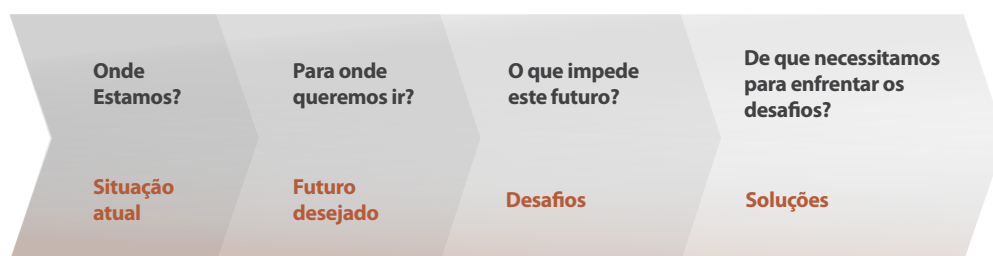 Onde
Estamos?
Para onde
queremos ir?
O que impede
este futuro?
De que necessitamos
para enfrentar os
desafios?
Situação
atual
Futuro
desejado
Desafios
Soluções